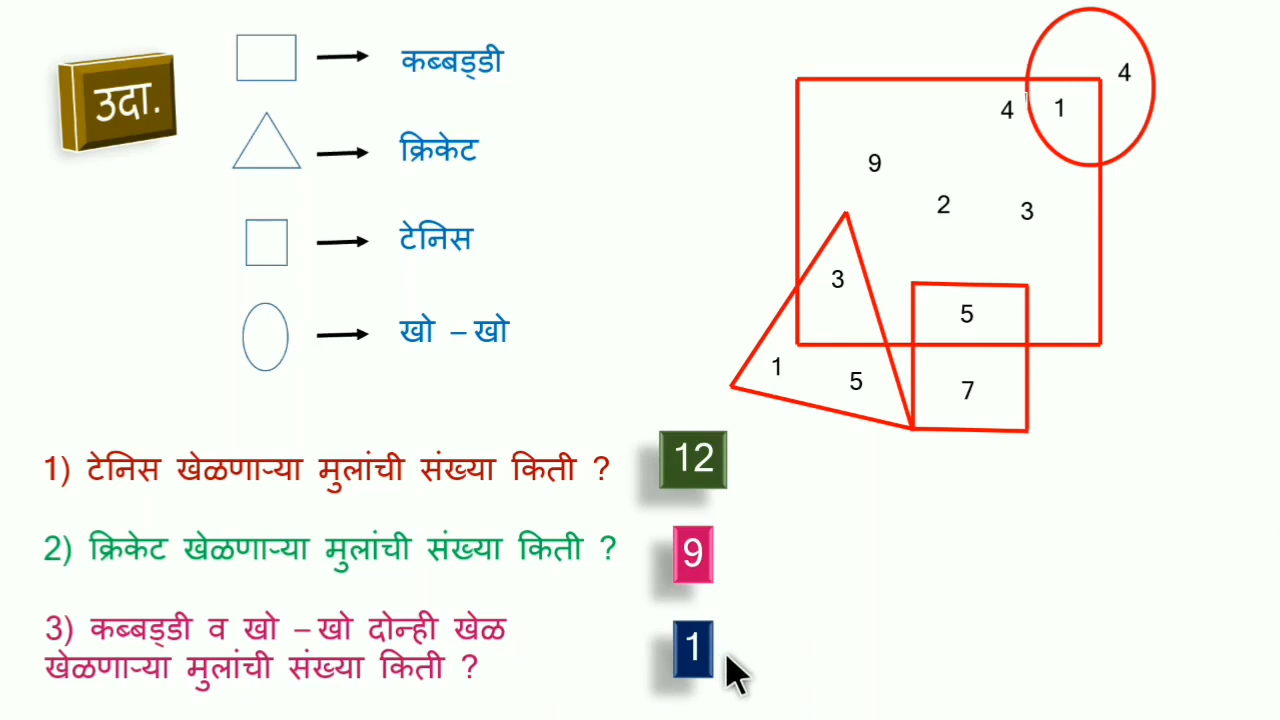 उदा.
कब्बड्डी
क्रिकेट
टेनिस
खो – खो
4
4 1
9
2 3
3
5
1 5 7
1) टेनिस खेळणाऱ्या मुलांची संख्या किती ? 12
2) क्रिकेट खेळणाऱ्या मुलांची संख्या किती ? 9
3) कब्बड्डी व खो – खो दोन्ही खेळ
खेळणाऱ्या मुलांची संख्या किती ? 1